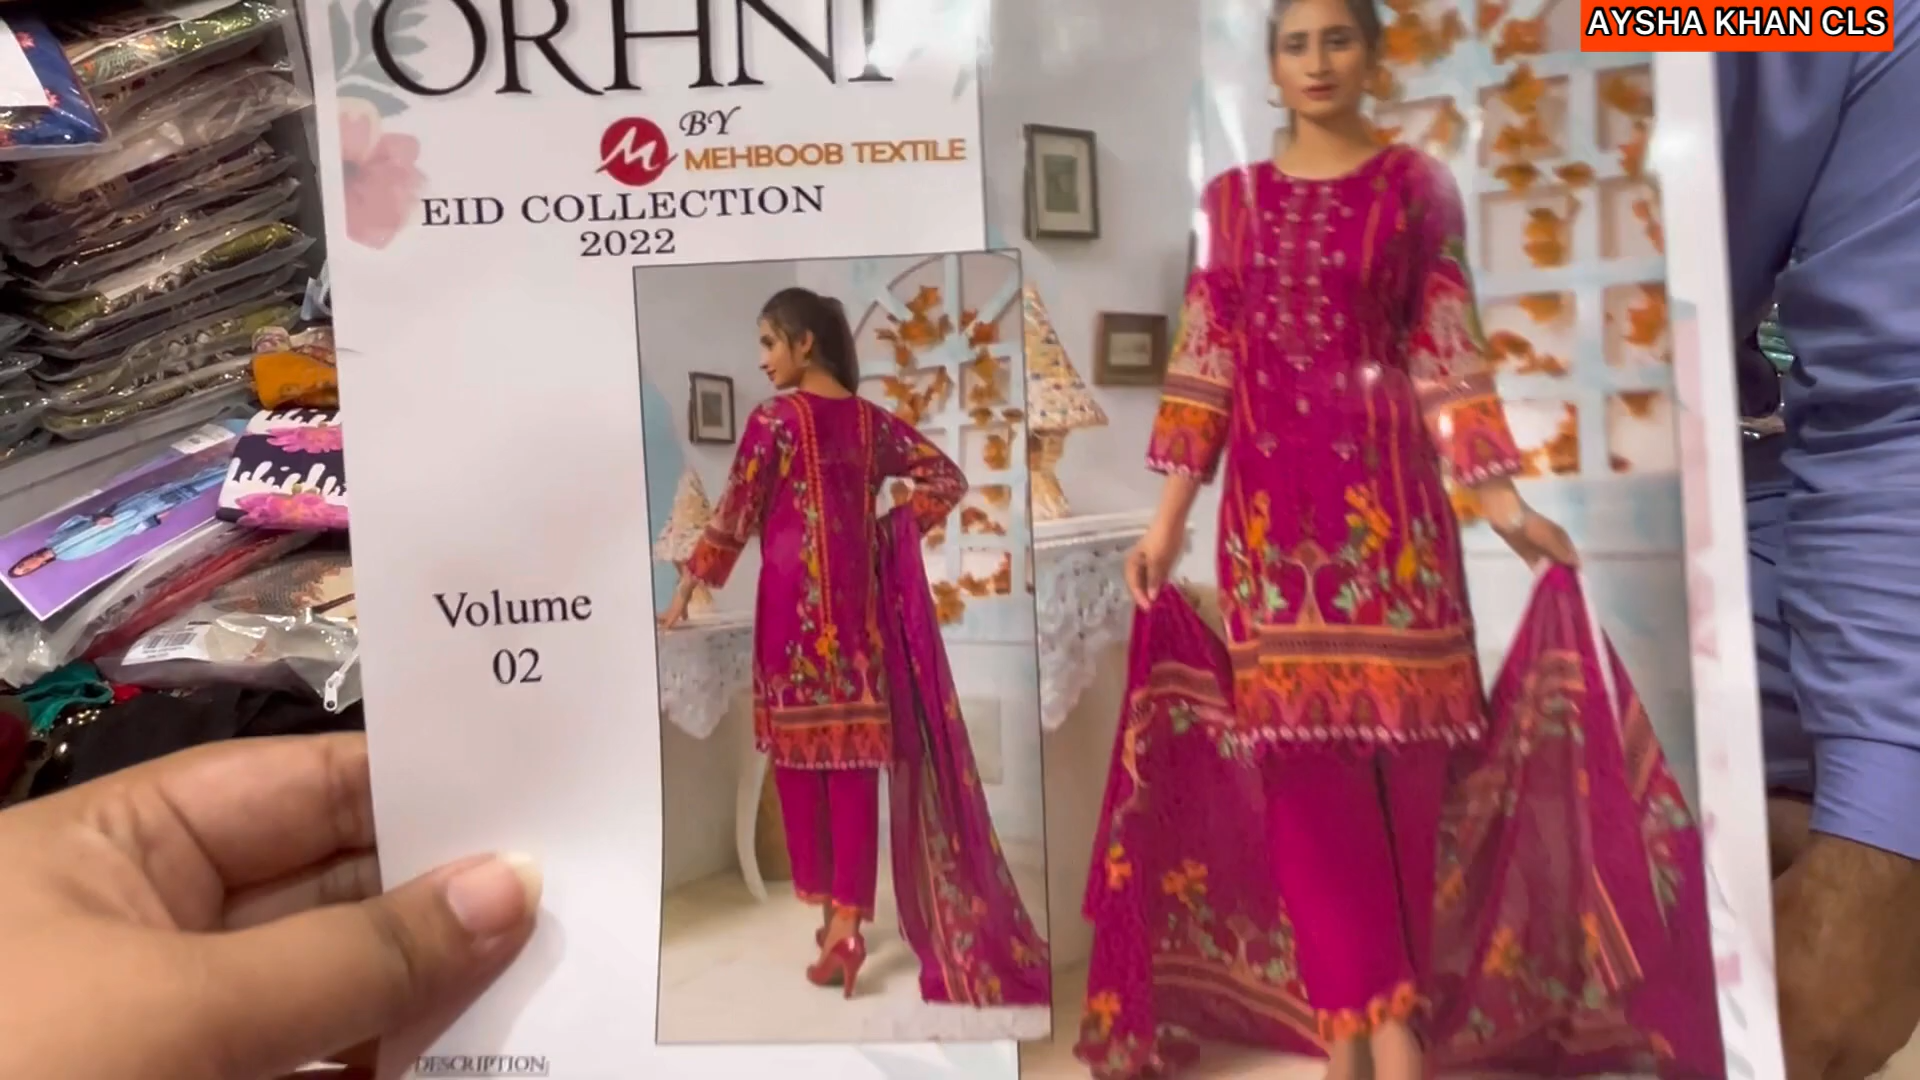 AYSHA KHAN CLS
ORHNI
BY
MEHBOOB TEXTILE
EID COLLECTION
2022
Volume
02
DESCRIPTION